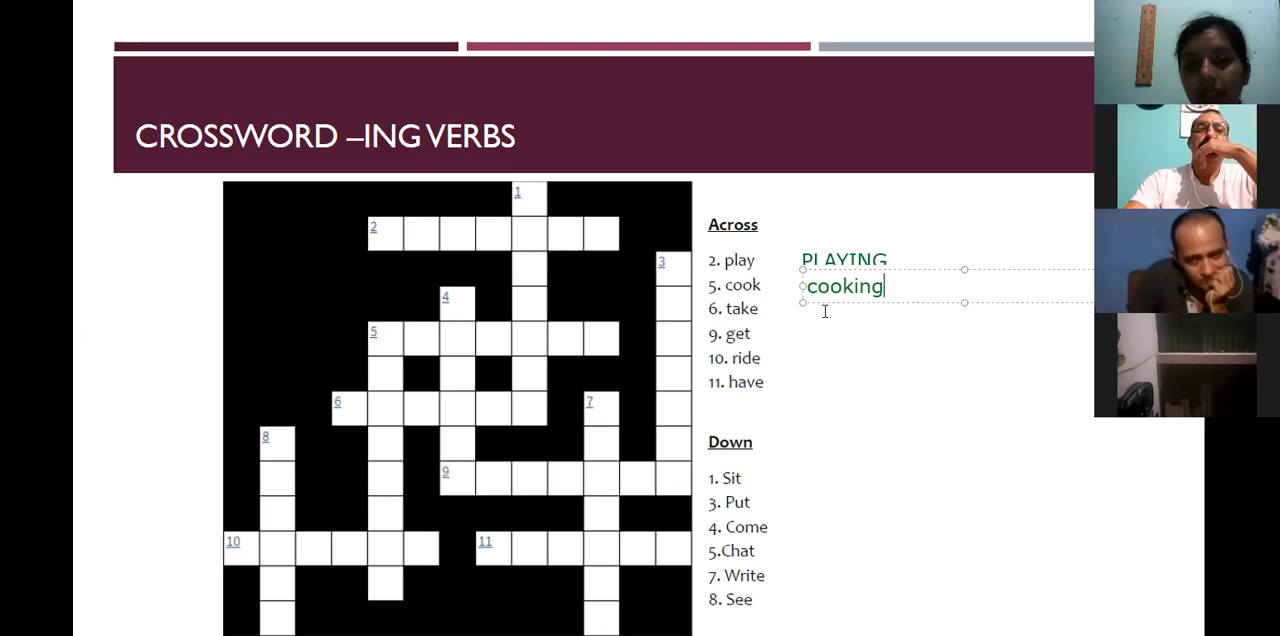 CROSSWORD –ING VERBS
1
2
3
4
5
6
7
8
9
10
11
Across
2. play PLAYING
5. cook cooking
6. take
9. get
10. ride
11. have
Down
1. Sit
3. Put
4. Come
5.Chat
7. Write
8. See